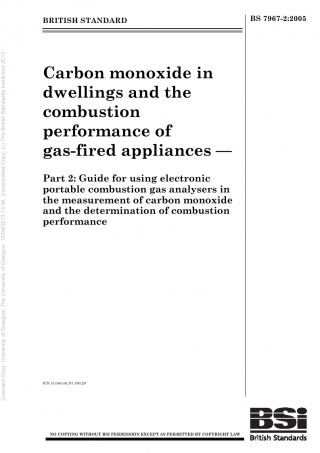 BRITISH STANDARD
BS 7967-2:2005
Carbon monoxide in
dwellings and the
combustion
performance of
gas-fired appliances —
Part 2: Guide for using electronic
portable combustion gas analysers in
the measurement of carbon monoxide
and the determination of combustion
performance
NO COPYING WITHOUT BSI PERMISSION EXCEPT AS PERMITTED BY COPYRIGHT LAW
BSi
British Standards